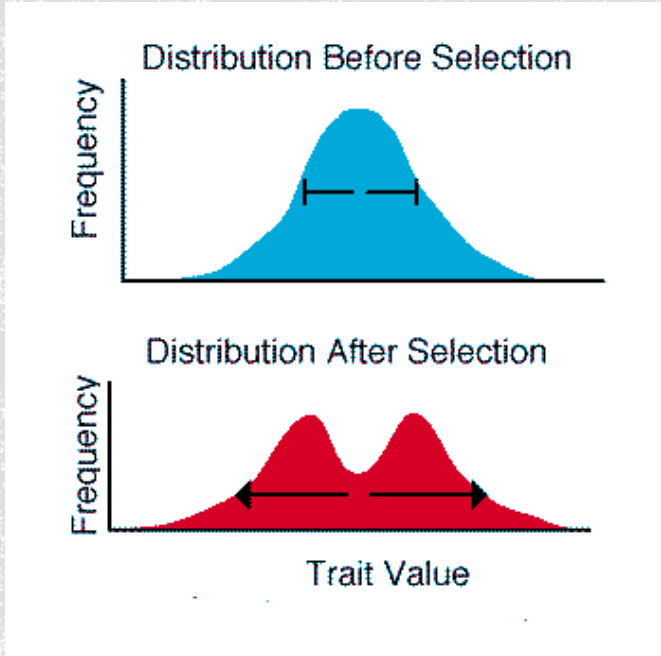 Distribution Before Selection
Frequency
Distribution After Selection
Frequency
Trait Value